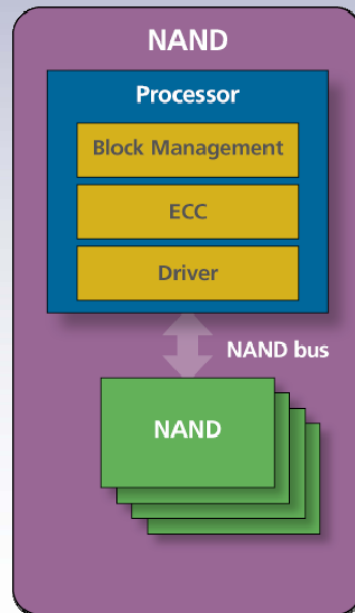 NAND
Processor
Block Management
ECC
Driver
NAND bus
NAND